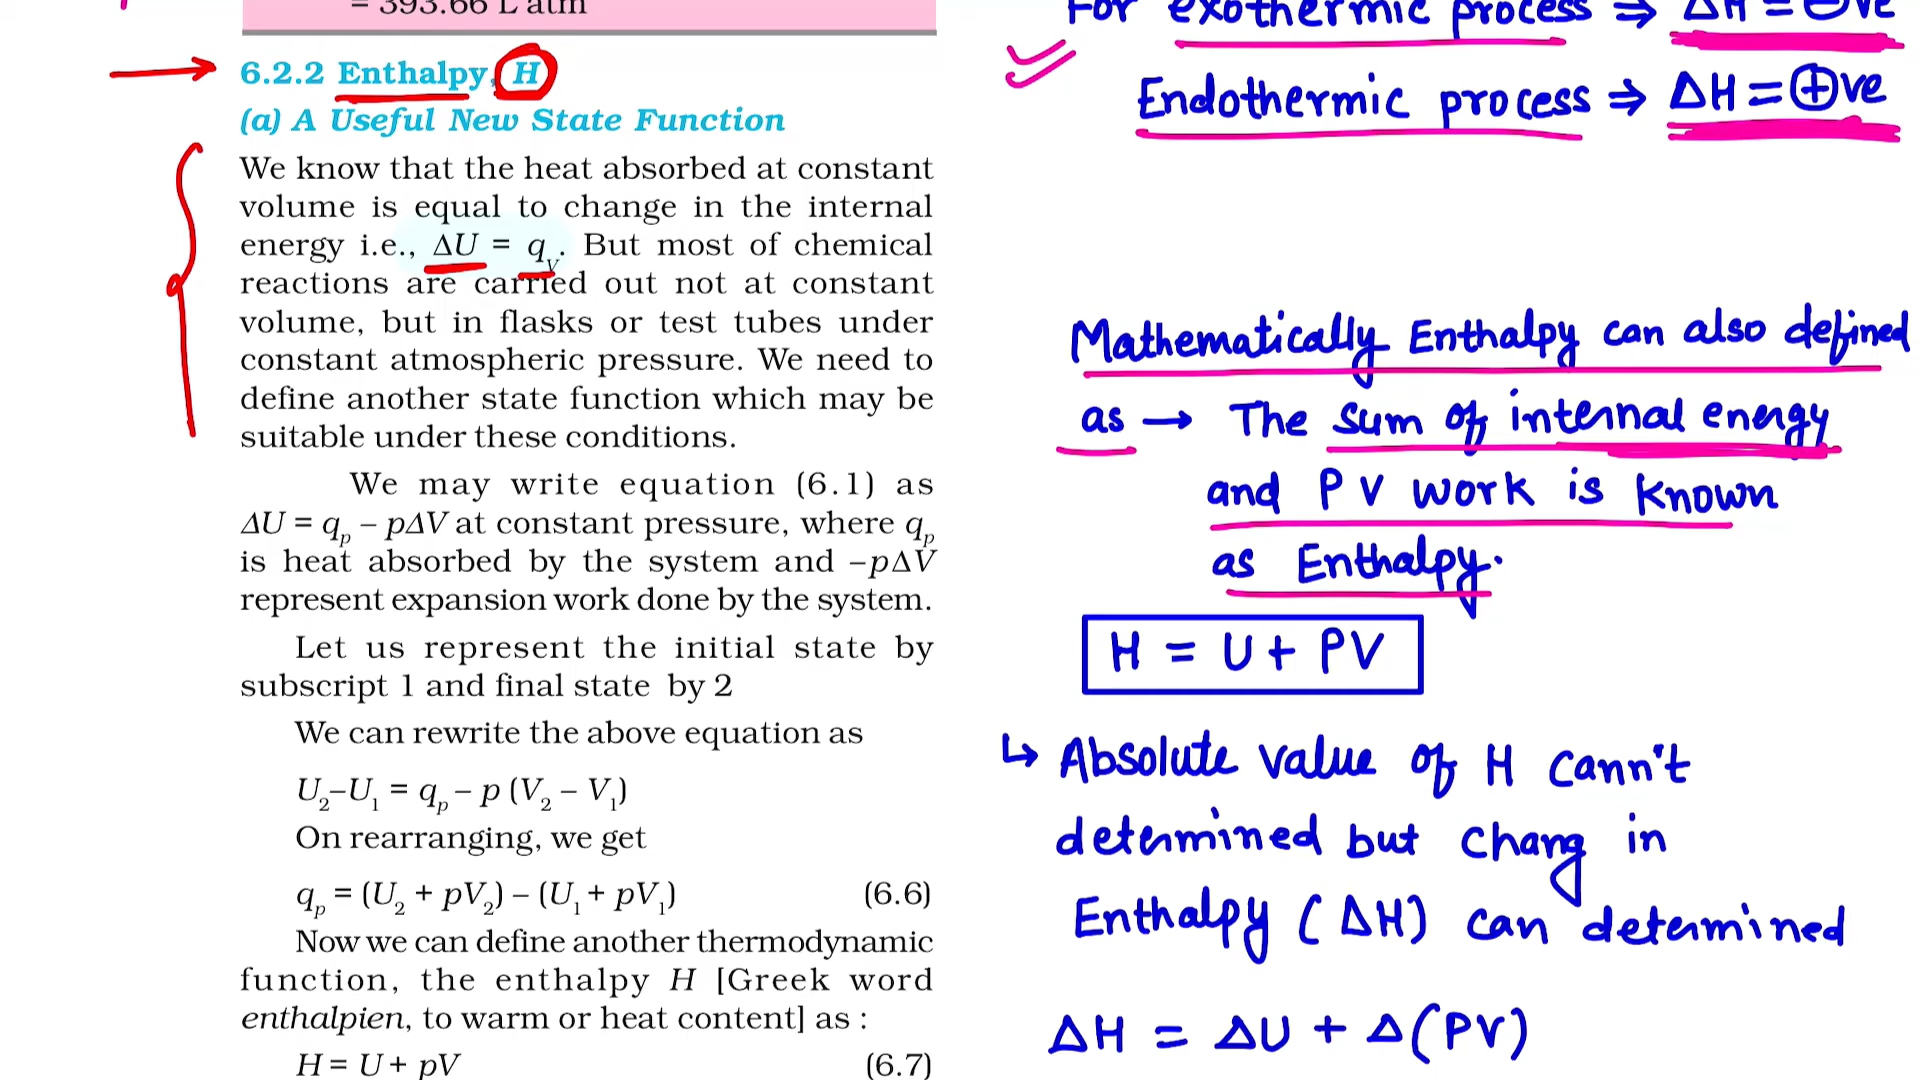 = 393.66 L atm
6.2.2 Enthalpy, H
(a) A Useful New State Function
We know that the heat absorbed at constant
volume is equal to change in the internal
energy i.e., ΔU = qᵥ. But most of chemical
reactions are carried out not at constant
volume, but in flasks or test tubes under
constant atmospheric pressure. We need to
define another state function which may be
suitable under these conditions.
We may write equation (6.1) as
ΔU = qₚ – pΔV at constant pressure, where qₚ
is heat absorbed by the system and –pΔV
represent expansion work done by the system.
Let us represent the initial state by
subscript 1 and final state by 2
We can rewrite the above equation as
U₂–U₁ = qₚ – p (V₂ – V₁)
On rearranging, we get
qₚ = (U₂ + pV₂) – (U₁ + pV₁) (6.6)
Now we can define another thermodynamic
function, the enthalpy H [Greek word
enthalpien, to warm or heat content] as :
H = U + pV (6.7)
For exothermic process ⇒ ΔH = ⊖ve
Endothermic process ⇒ ΔH = ⊕ve
Mathematically Enthalpy can also defined
as → The sum of internal energy
and PV work is known
as Enthalpy.
H = U + PV
↳ Absolute value of H cann't
determined but chang in
Enthalpy (ΔH) can determined
ΔH = ΔU + Δ(PV)